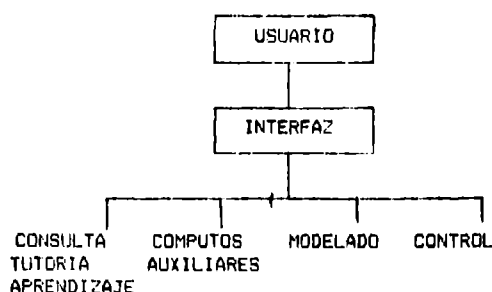 USUARIO
INTERFAZ
CONSULTA COMPUTOS MODELADO CONTROL
TUTORIA AUXILIARES
APRENDIZAJE